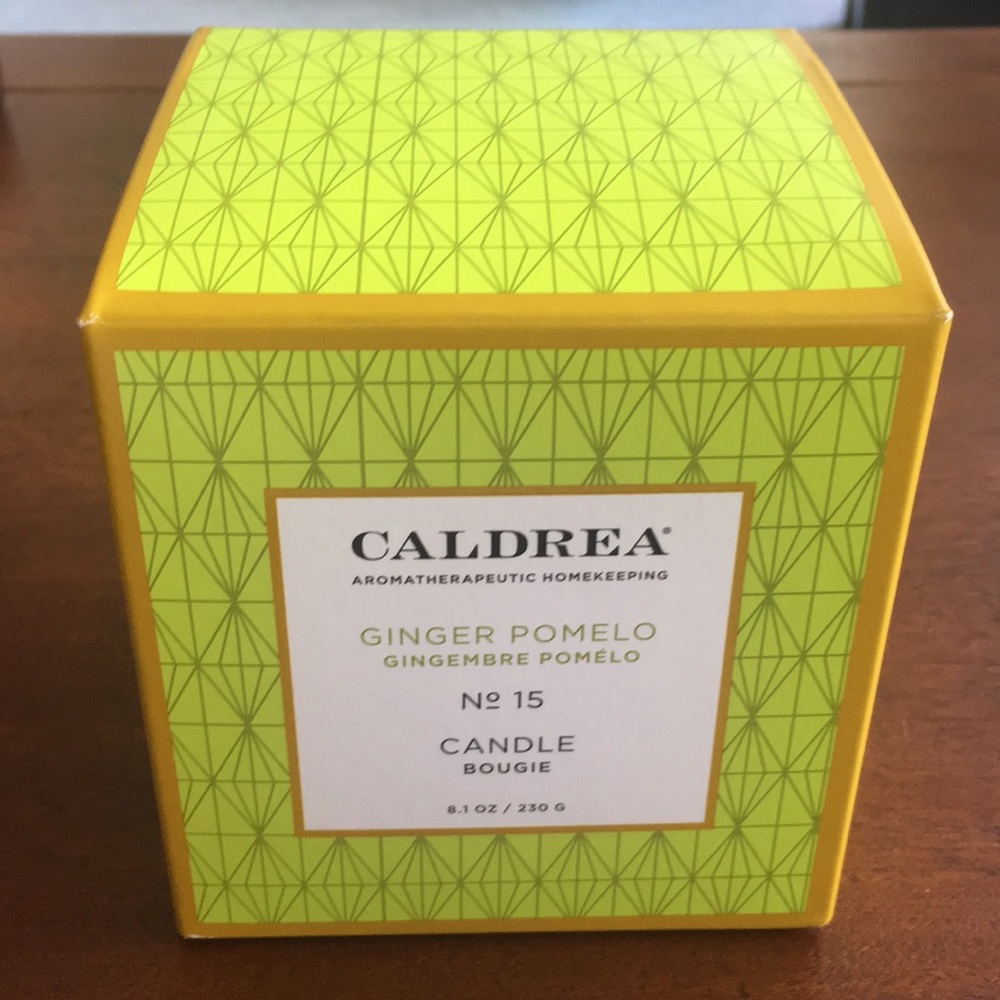 CALDREA®
AROMATHERAPEUTIC HOMEKEEPING
GINGER POMELO
GINGEMBRE POMÉLO
Nº 15
CANDLE
BOUGIE
8.1 OZ / 230 G